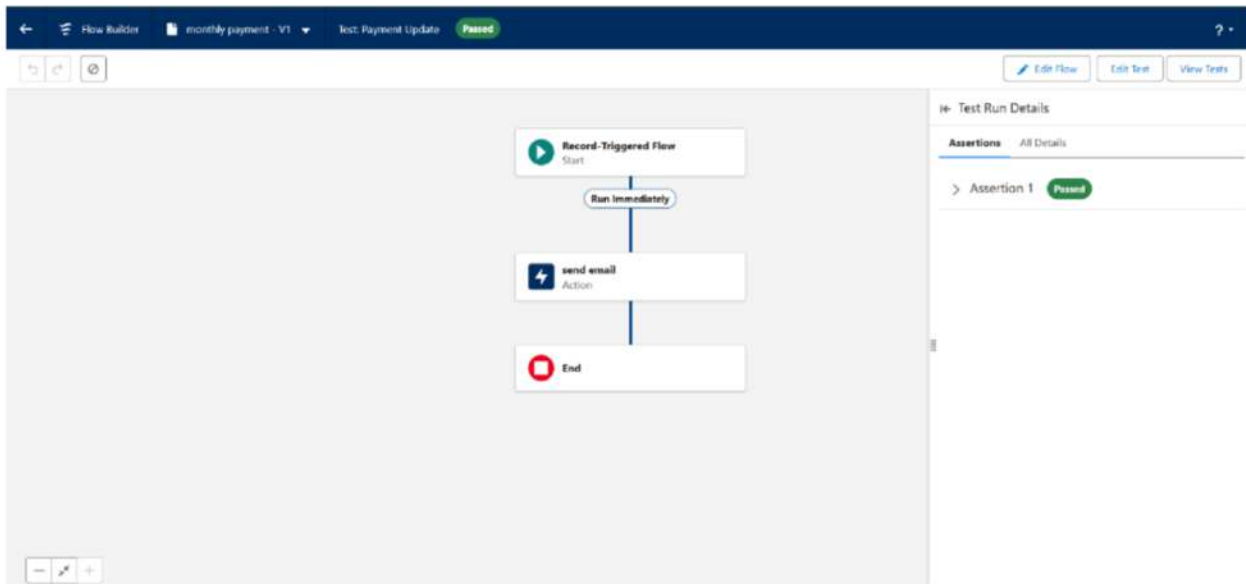 Flow Builder monthly payment - V1 Test: Payment Update Passed ?
Edit Flow Edit Test View Tests
Test Run Details
Assertions All Details
Assertion 1 Passed
Record-Triggered Flow
Start
Run Immediately
send email
Action
End